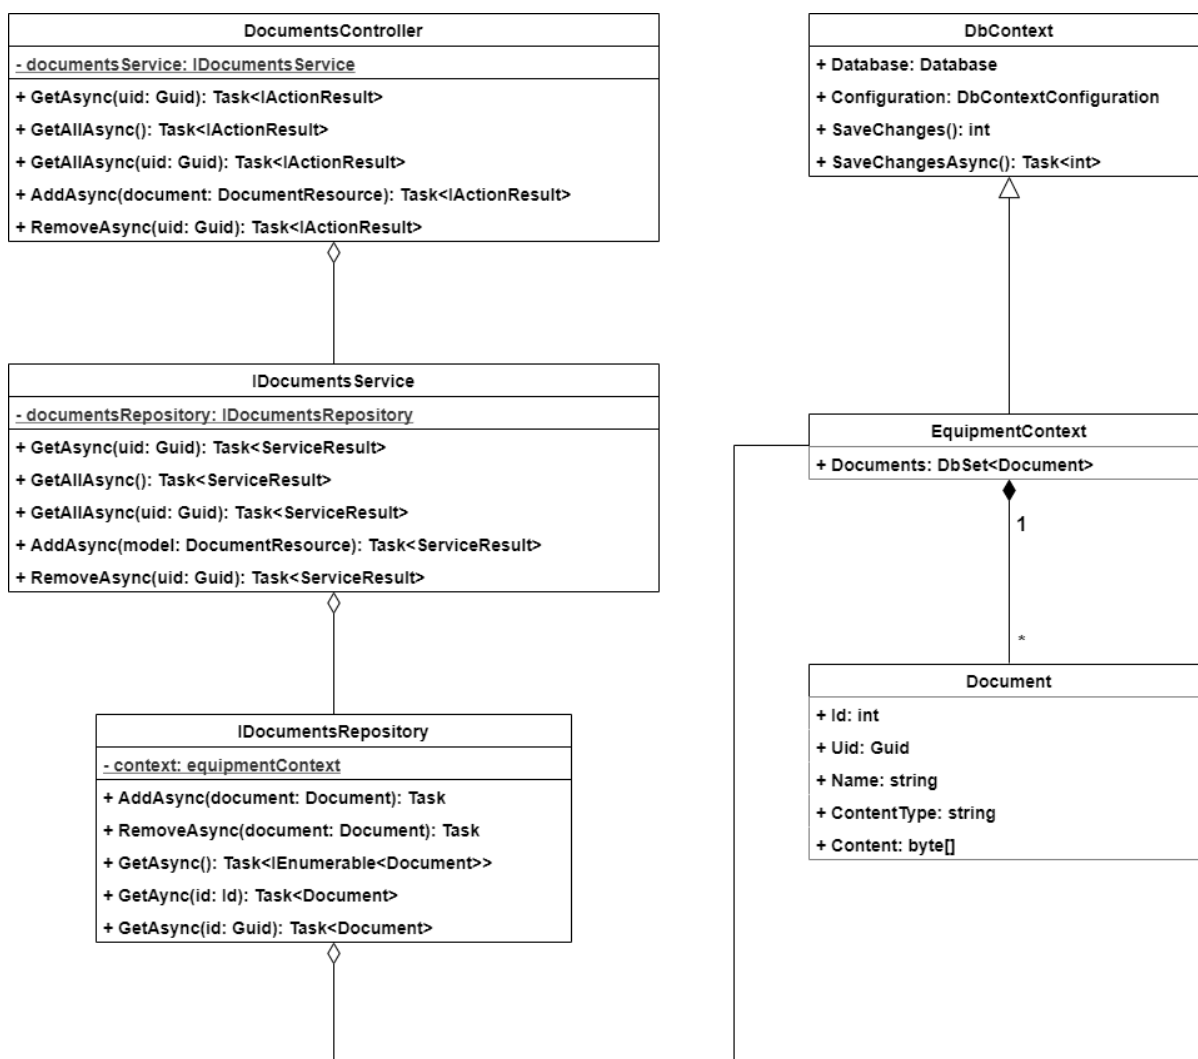 DocumentsController
- documentsService: IDocumentsService
+ GetAsync(uid: Guid): Task<IActionResult>
+ GetAllAsync(): Task<IActionResult>
+ GetAllAsync(uid: Guid): Task<IActionResult>
+ AddAsync(document: DocumentResource): Task<IActionResult>
+ RemoveAsync(uid: Guid): Task<IActionResult>
IDocumentsService
- documentsRepository: IDocumentsRepository
+ GetAsync(uid: Guid): Task<ServiceResult>
+ GetAllAsync(): Task<ServiceResult>
+ GetAllAsync(uid: Guid): Task<ServiceResult>
+ AddAsync(model: DocumentResource): Task<ServiceResult>
+ RemoveAsync(uid: Guid): Task<ServiceResult>
IDocumentsRepository
- context: equipmentContext
+ AddAsync(document: Document): Task
+ RemoveAsync(document: Document): Task
+ GetAsync(): Task<IEnumerable<Document>>
+ GetAync(id: Id): Task<Document>
+ GetAsync(id: Guid): Task<Document>
DbContext
+ Database: Database
+ Configuration: DbContextConfiguration
+ SaveChanges(): int
+ SaveChangesAsync(): Task<int>
EquipmentContext
+ Documents: DbSet<Document>
1
*
Document
+ Id: int
+ Uid: Guid
+ Name: string
+ ContentType: string
+ Content: byte[]